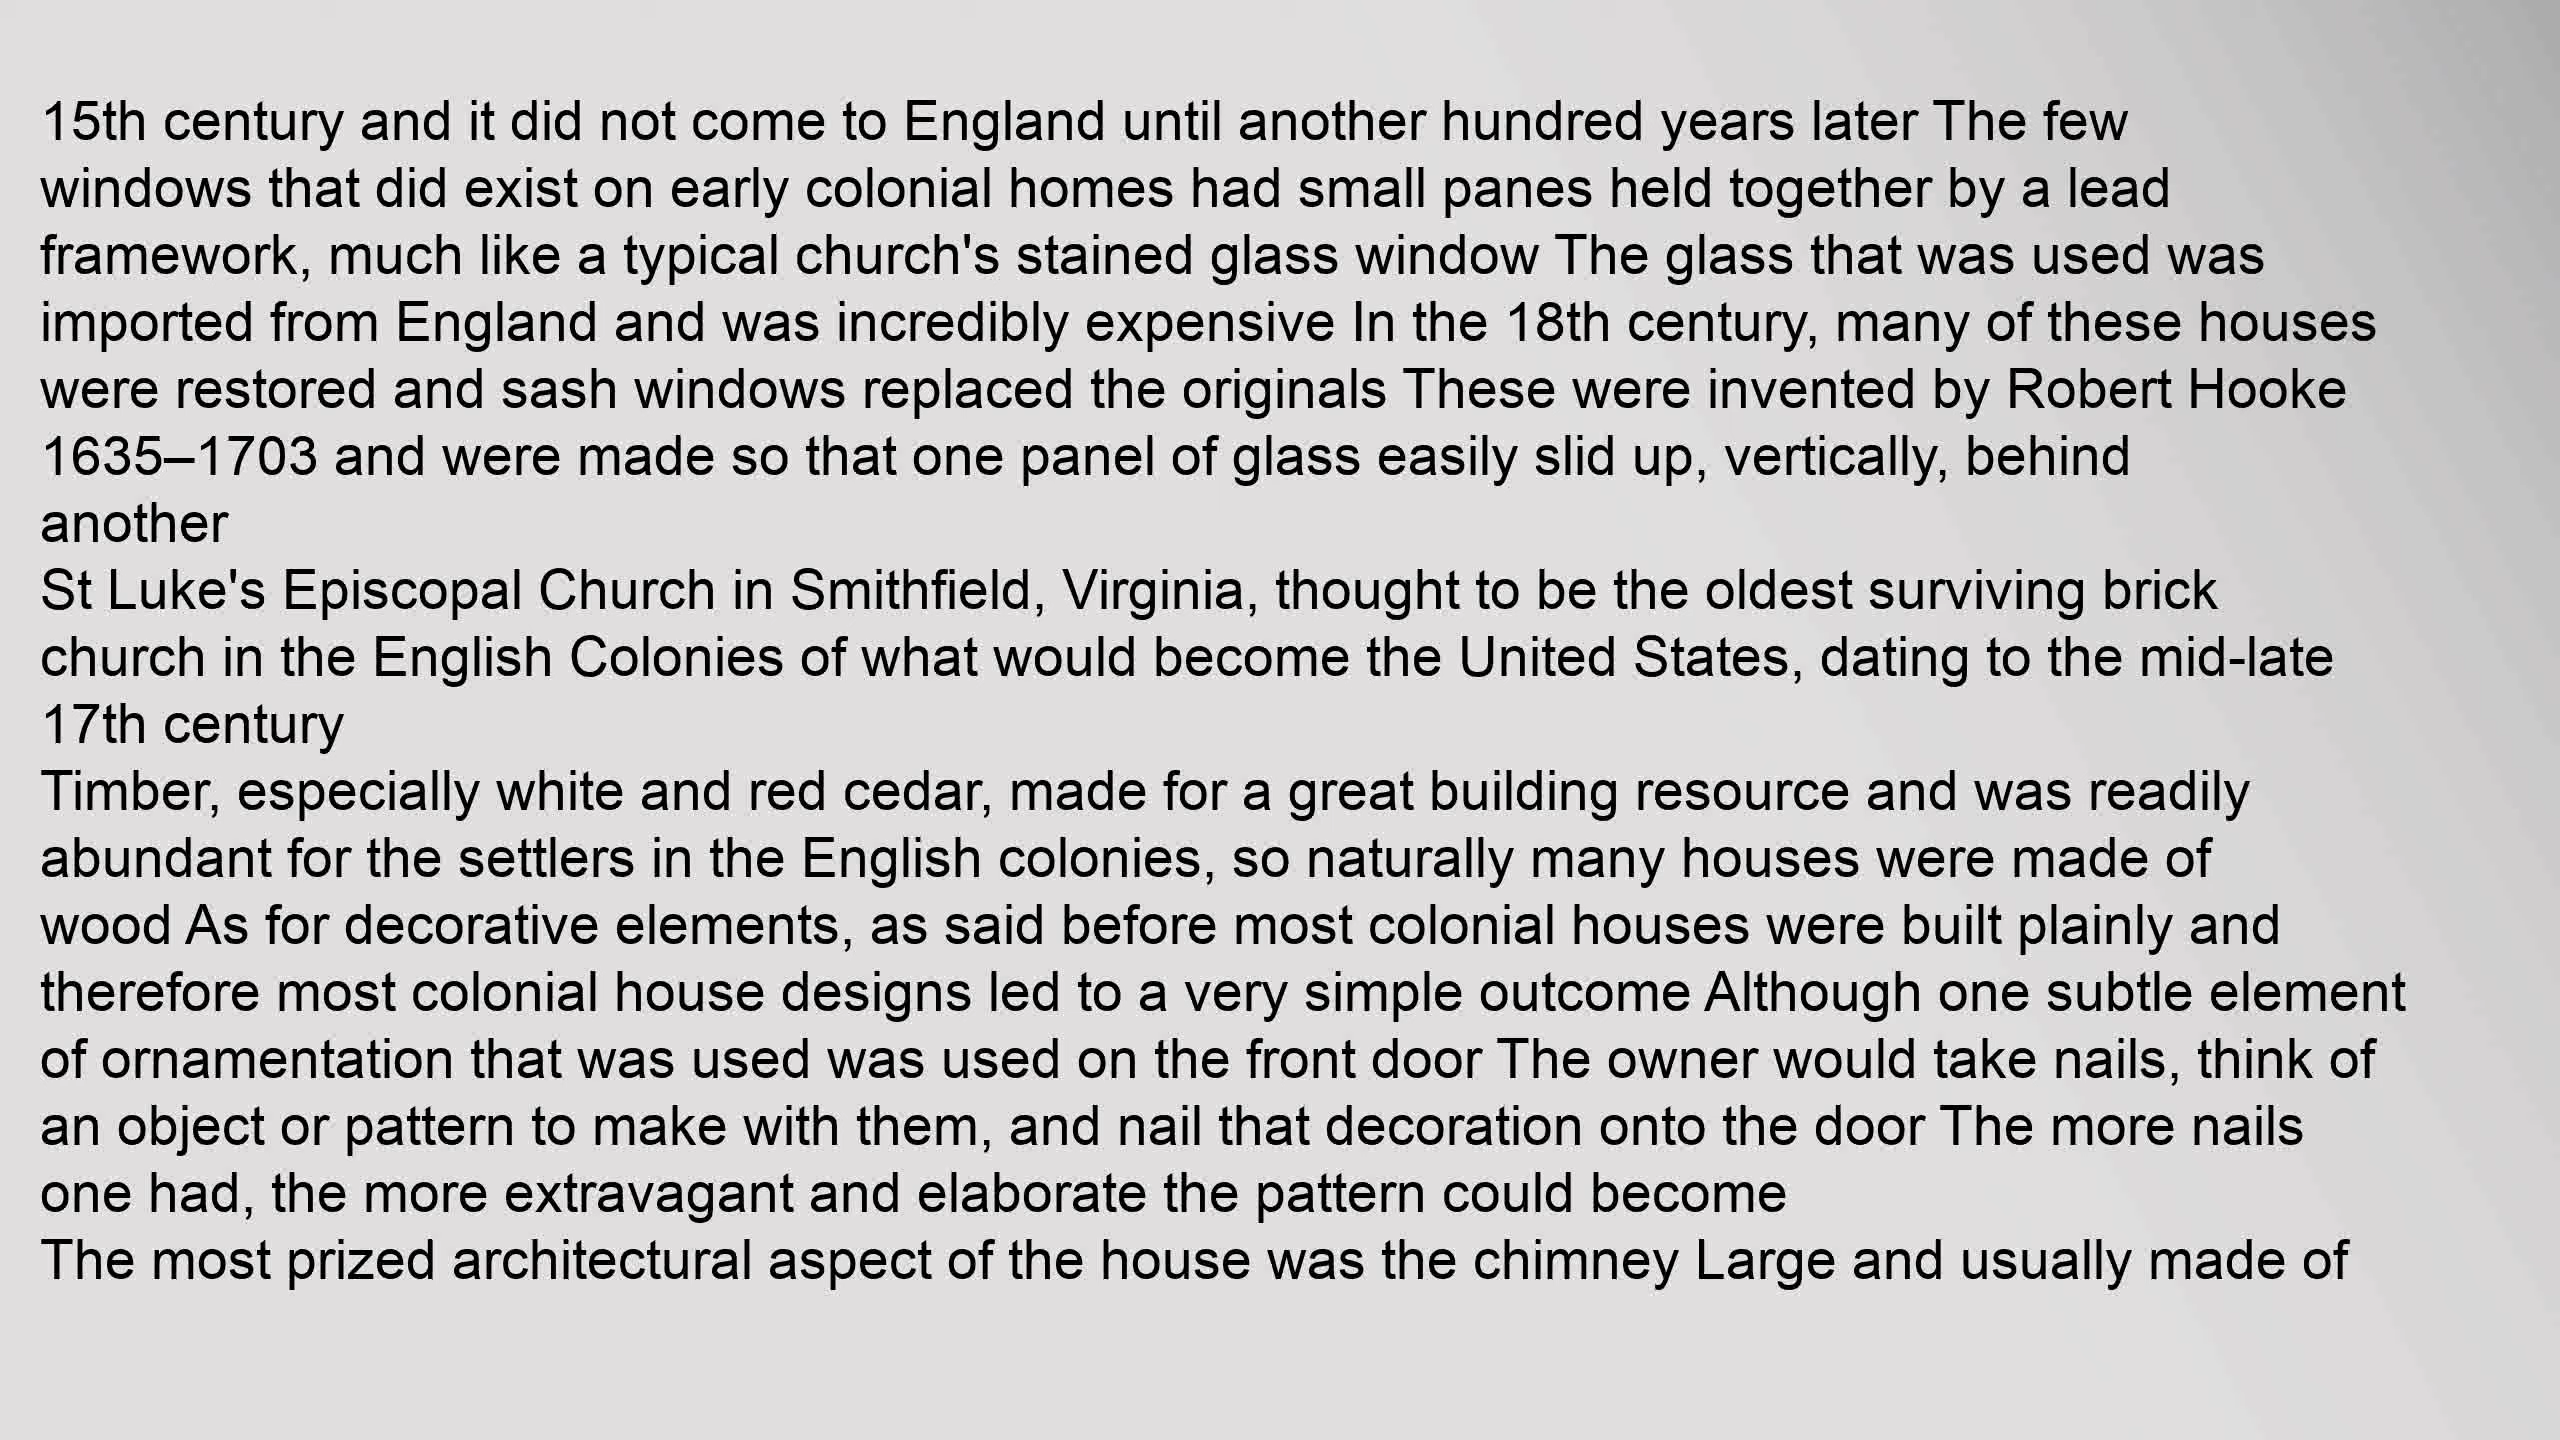 15th century and it did not come to England until another hundred years later The few
windows that did exist on early colonial homes had small panes held together by a lead
framework, much like a typical church's stained glass window The glass that was used was
imported from England and was incredibly expensive In the 18th century, many of these houses
were restored and sash windows replaced the originals These were invented by Robert Hooke
1635–1703 and were made so that one panel of glass easily slid up, vertically, behind
another
St Luke's Episcopal Church in Smithfield, Virginia, thought to be the oldest surviving brick
church in the English Colonies of what would become the United States, dating to the mid-late
17th century
Timber, especially white and red cedar, made for a great building resource and was readily
abundant for the settlers in the English colonies, so naturally many houses were made of
wood As for decorative elements, as said before most colonial houses were built plainly and
therefore most colonial house designs led to a very simple outcome Although one subtle element
of ornamentation that was used was used on the front door The owner would take nails, think of
an object or pattern to make with them, and nail that decoration onto the door The more nails
one had, the more extravagant and elaborate the pattern could become
The most prized architectural aspect of the house was the chimney Large and usually made of